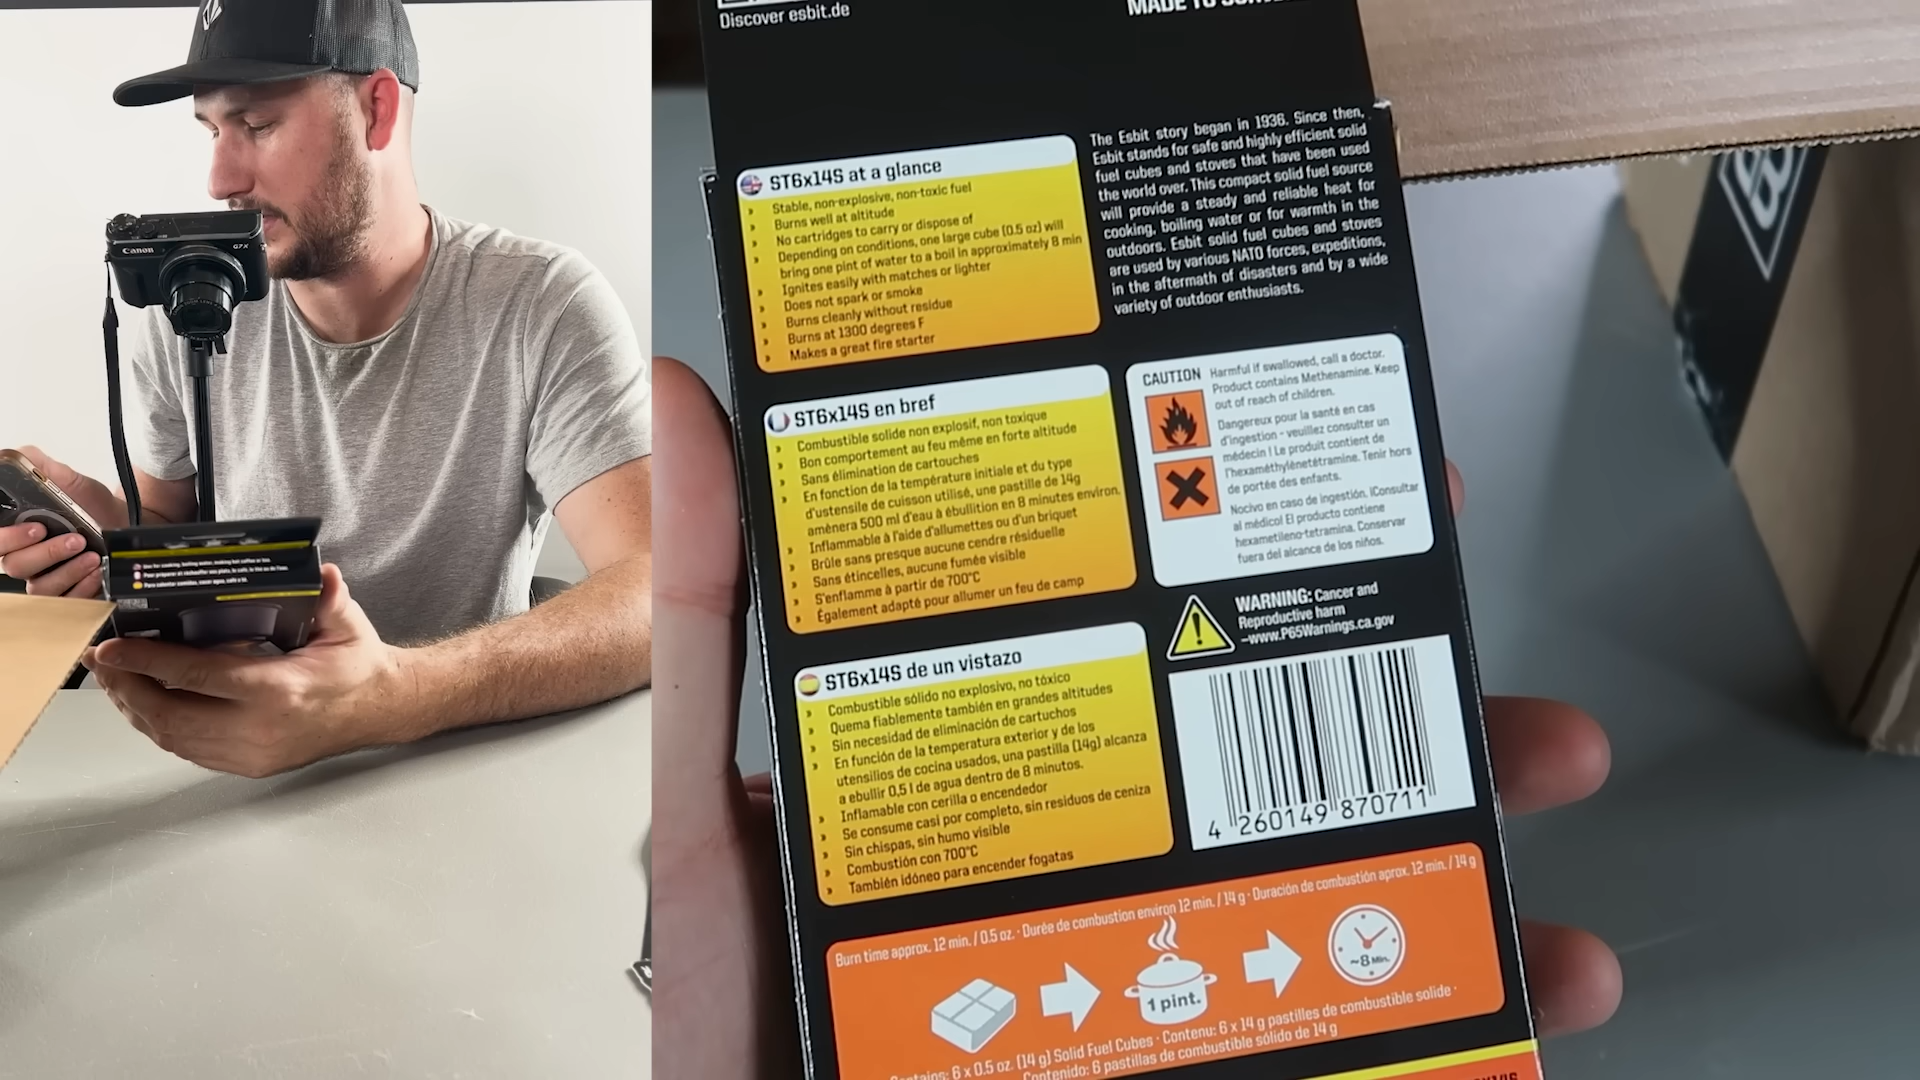 Canon
G7 X
Discover esbit.de
MADE TO
ST6x14S at a glance
» Stable, non-explosive, non-toxic fuel
» Burns well at altitude
» No cartridges to carry or dispose of
» Depending on conditions, one large cube (0.5 oz) will
bring one pint of water to a boil in approximately 8 min
» Ignites easily with matches or lighter
» Does not spark or smoke
» Burns cleanly without residue
» Burns at 1300 degrees F
» Makes a great fire starter
The Esbit story began in 1936. Since then,
Esbit stands for safe and highly efficient solid
fuel cubes and stoves that have been used
the world over. This compact solid fuel source
will provide a steady and reliable heat for
cooking, boiling water or for warmth in the
outdoors. Esbit solid fuel cubes and stoves
are used by various NATO forces, expeditions,
in the aftermath of disasters and by a wide
variety of outdoor enthusiasts.
ST6x14S en bref
» Combustible solide non explosif, non toxique
» Bon comportement au feu même en forte altitude
» Sans élimination de cartouches
» En fonction de la température initiale et du type
d'ustensile de cuisson utilisé, une pastille de 14g
amènera 500 ml d'eau à ébullition en 8 minutes environ.
» Inflammable à l'aide d'allumettes ou d'un briquet
» Brûle sans presque aucune cendre résiduelle
» Sans étincelles, aucune fumée visible
» S'enflamme à partir de 700°C
» Également adapté pour allumer un feu de camp
CAUTION
Harmful if swallowed, call a doctor.
Product contains Methenamine. Keep
out of reach of children.
Dangereux pour la santé en cas
d'ingestion - veuillez consulter un
médecin ! Le produit contient de
l'hexaméthylènetétramine. Tenir hors
de portée des enfants.
Nocivo en caso de ingestión. ¡Consultar
al médico! El producto contiene
hexametileno-tetramina. Conservar
fuera del alcance de los niños.
WARNING: Cancer and
Reproductive harm
–www.P65Warnings.ca.gov
ST6x14S de un vistazo
» Combustible sólido no explosivo, no tóxico
» Quema fiablemente también en grandes altitudes
» Sin necesidad de eliminación de cartuchos
» En función de la temperatura exterior y de los
utensilios de cocina usados, una pastilla (14g) alcanza
a ebullir 0,5 l de agua dentro de 8 minutos.
» Inflamable con cerilla o encendedor
» Se consume casi por completo, sin residuos de ceniza
» Sin chispas, sin humo visible
» Combustión con 700°C
» También idóneo para encender fogatas
4 260149 870711
Burn time approx. 12 min. / 0.5 oz. · Durée de combustion environ 12 min. / 14 g · Duración de combustión aprox. 12 min. / 14 g
1 pint.
~8 Min.
Contains: 6 x 0.5 oz. (14 g) Solid Fuel Cubes · Contenu: 6 x 14 g pastilles de combustible solide ·
Contenido: 6 pastillas de combustible sólido de 14 g